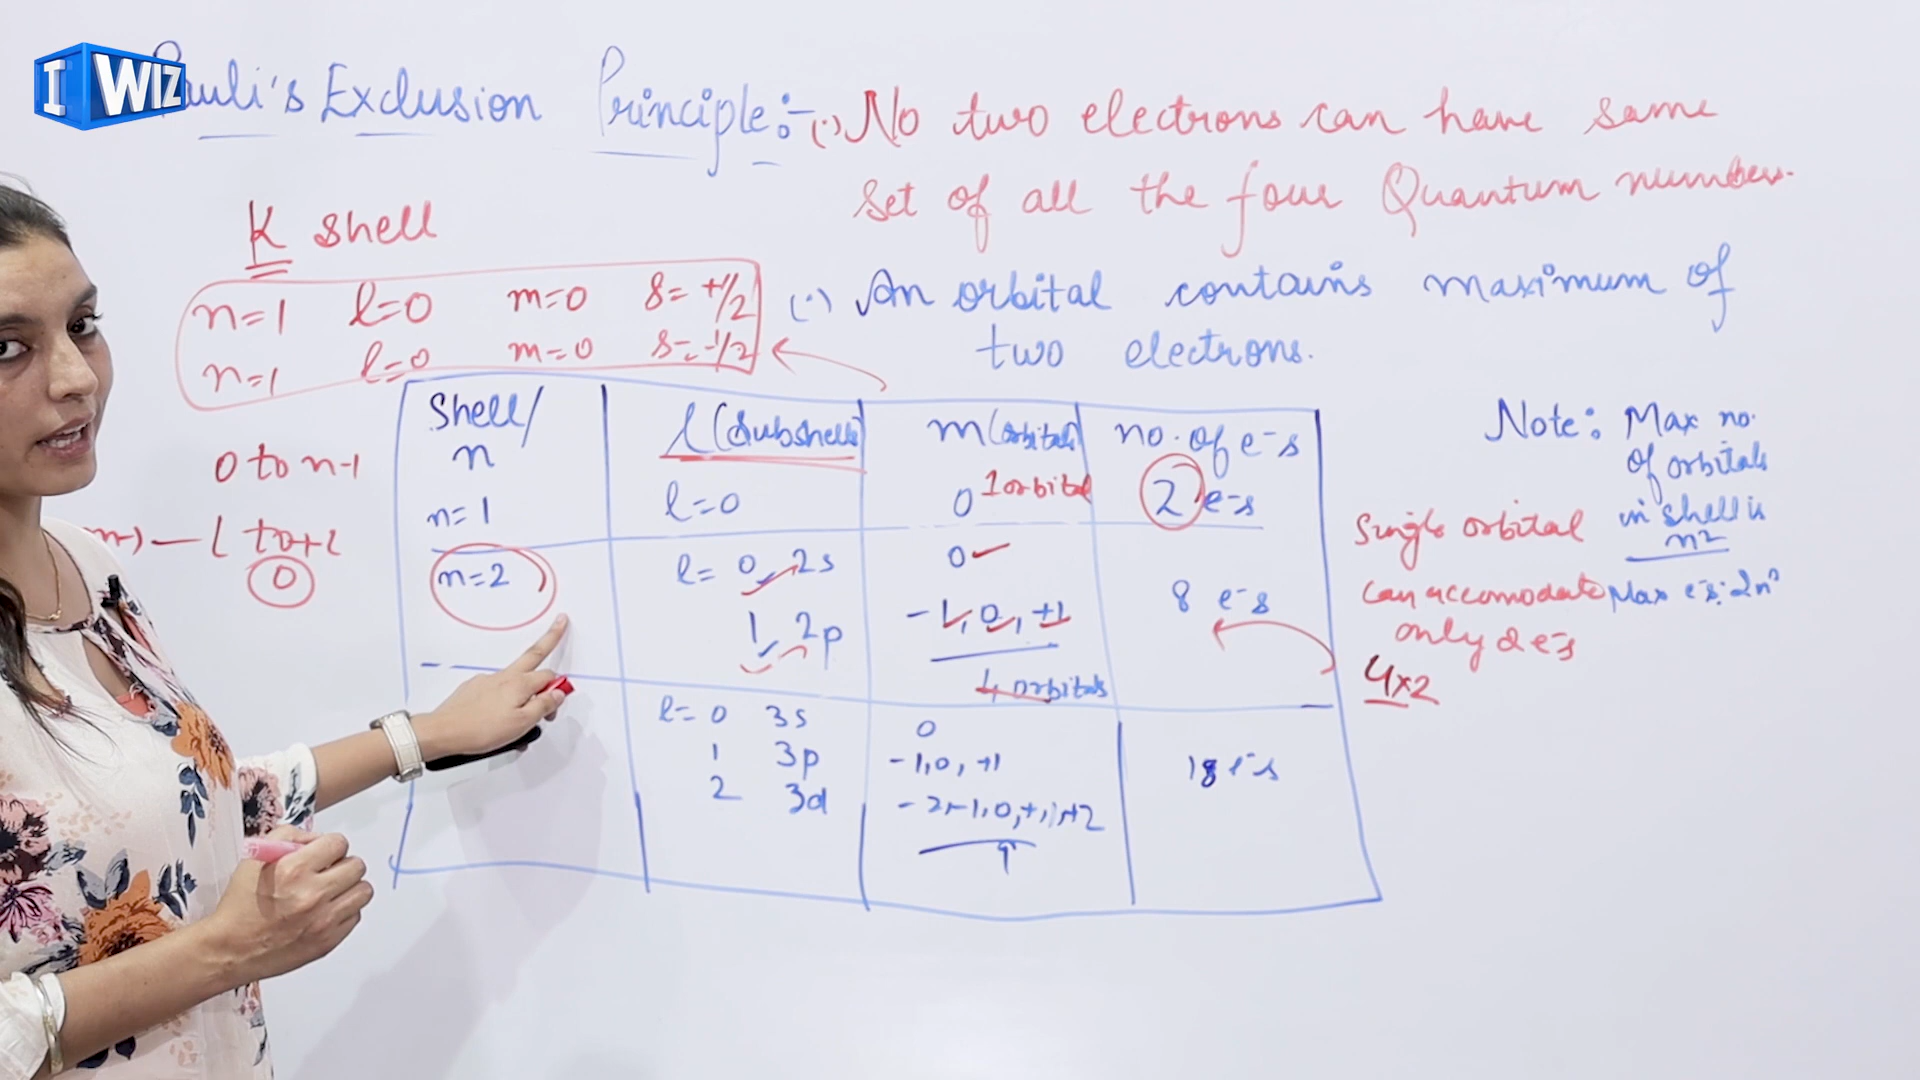 I WIZ
Pauli's Exclusion Principle:- (·) No two electrons can have same
set of all the four Quantum number.
K shell
n=1 l=0 m=0 s=+1/2
n=1 l=0 m=0 s=-1/2
(·) An orbital contains maximum of
two electrons.
0 to n-1
m) - l to +l
0
Shell/ n
l (Subshells)
m (orbitals)
no. of e-s
n=1 l=0 0 1 orbital 2 e-s
n=2 l= 0, 2s 0 8 e-s
1, 2p -1, 0, +1
4 orbitals
l= 0 3s 0
1 3p -1,0,+1 18 e-s
2 3d -2,-1,0,+1,+2
Note: Max no.
of orbitals
in shell is
n²
Max e-s: 2n²
Single orbital
can accomodate
only 2 e-s
4x2